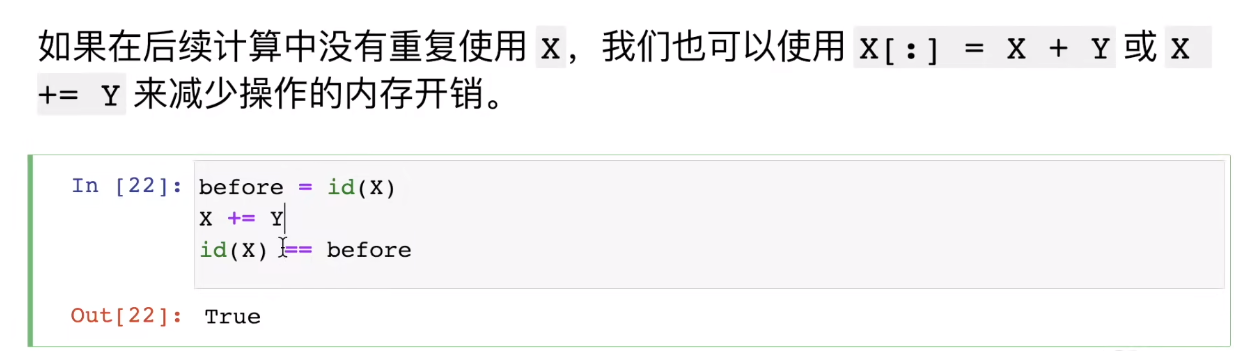 如果在后续计算中没有重复使用 X，我们也可以使用 X[:] = X + Y 或 X
+= Y 来减少操作的内存开销。
In [22]: before = id(X)
X += Y
id(X) == before
Out[22]: True